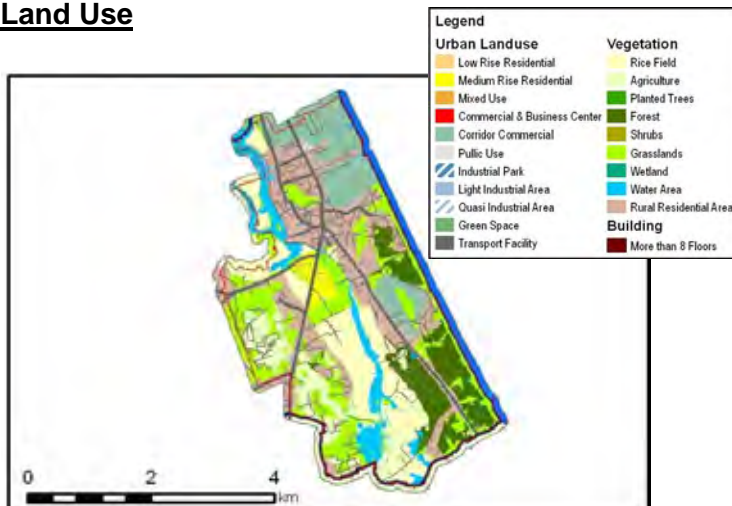 Land Use
Legend
Urban Landuse
Low Rise Residential
Medium Rise Residential
Mixed Use
Commercial & Business Center
Corridor Commercial
Pullic Use
Industrial Park
Light Industrial Area
Quasi Industrial Area
Green Space
Transport Facility
Vegetation
Rice Field
Agriculture
Planted Trees
Forest
Shrubs
Grasslands
Wetland
Water Area
Rural Residential Area
Building
More than 8 Floors
0 2 4
km